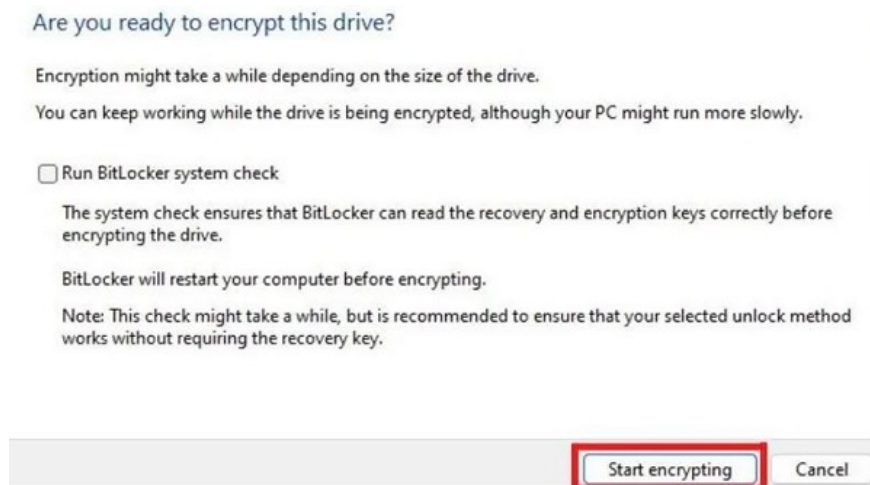 Are you ready to encrypt this drive?
Encryption might take a while depending on the size of the drive.
You can keep working while the drive is being encrypted, although your PC might run more slowly.
Run BitLocker system check
The system check ensures that BitLocker can read the recovery and encryption keys correctly before
encrypting the drive.
BitLocker will restart your computer before encrypting.
Note: This check might take a while, but is recommended to ensure that your selected unlock method
works without requiring the recovery key.
Start encrypting
Cancel